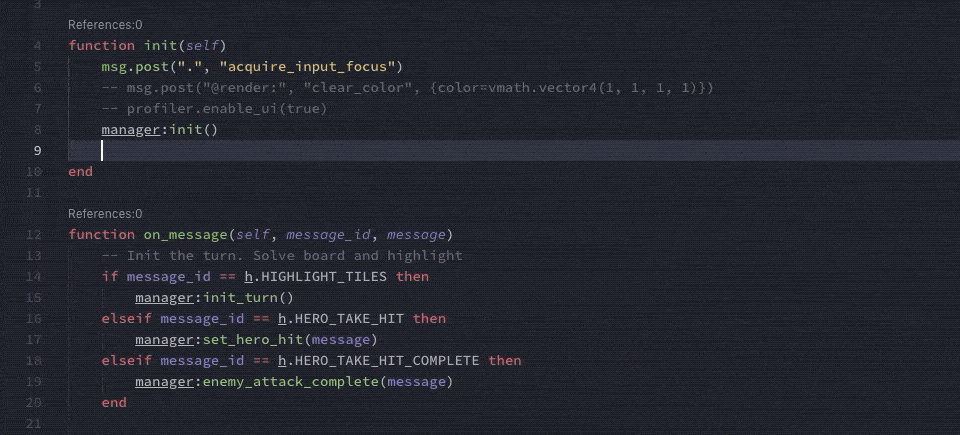 3
References:0
4 function init(self)
5 msg.post(".", "acquire_input_focus")
6 -- msg.post("@render:", "clear_color", {color=vmath.vector4(1, 1, 1, 1)})
7 -- profiler.enable_ui(true)
8 manager:init()
9
10 end
11
References:0
12 function on_message(self, message_id, message)
13 -- Init the turn. Solve board and highlight
14 if message_id == h.HIGHLIGHT_TILES then
15 manager:init_turn()
16 elseif message_id == h.HERO_TAKE_HIT then
17 manager:set_hero_hit(message)
18 elseif message_id == h.HERO_TAKE_HIT_COMPLETE then
19 manager:enemy_attack_complete(message)
20 end
21